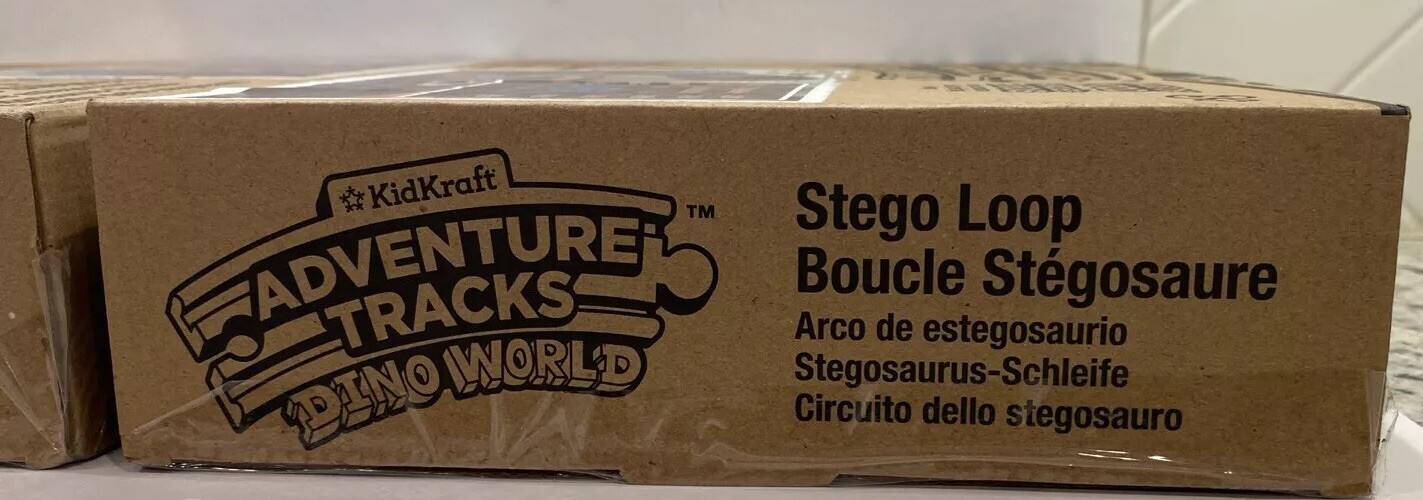 KidKraft
ADVENTURE
TRACKS
DINO WORLD
™
Stego Loop
Boucle Stégosaure
Arco de estegosaurio
Stegosaurus-Schleife
Circuito dello stegosauro